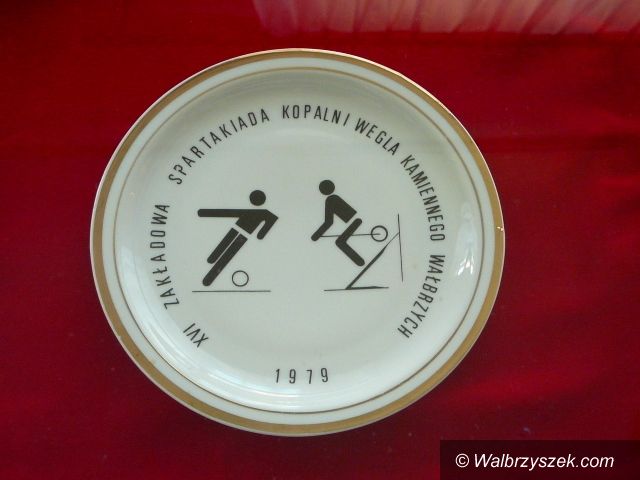 XVI ZAKŁADOWA SPARTAKIADA KOPALNI WĘGLA KAMIENNEGO WAŁBRZYCH
1979
© Walbrzyszek.com